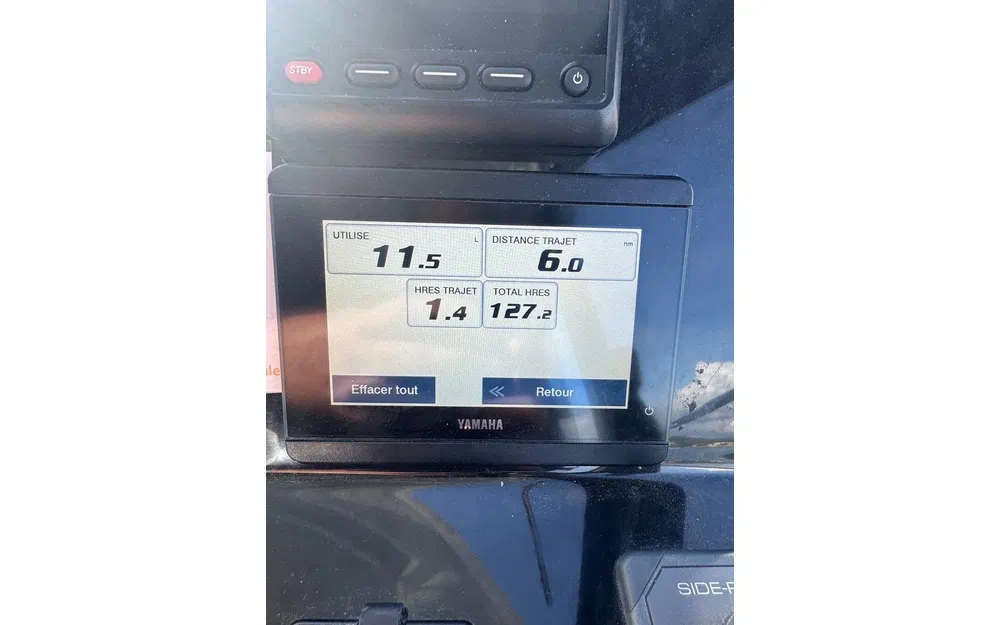 STBY
UTILISE L
11.5
DISTANCE TRAJET nm
6.0
HRES TRAJET
1.4
TOTAL HRES
127.2
Effacer tout
Retour
YAMAHA